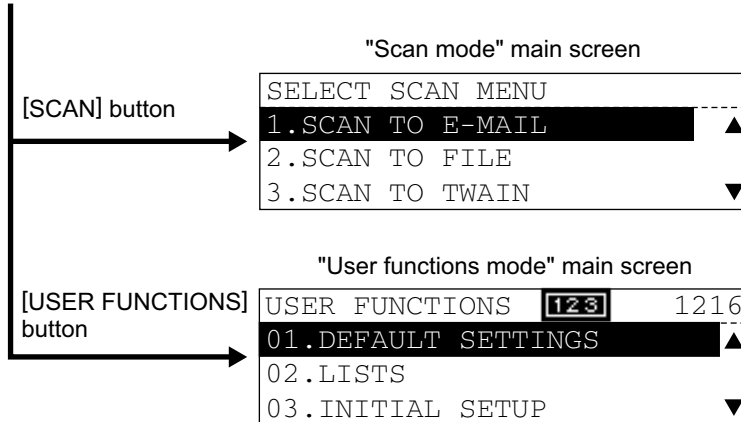 "Scan mode" main screen
[SCAN] button
SELECT SCAN MENU
1.SCAN TO E-MAIL
2.SCAN TO FILE
3.SCAN TO TWAIN
"User functions mode" main screen
[USER FUNCTIONS]
button
USER FUNCTIONS 123 1216
01.DEFAULT SETTINGS
02.LISTS
03.INITIAL SETUP